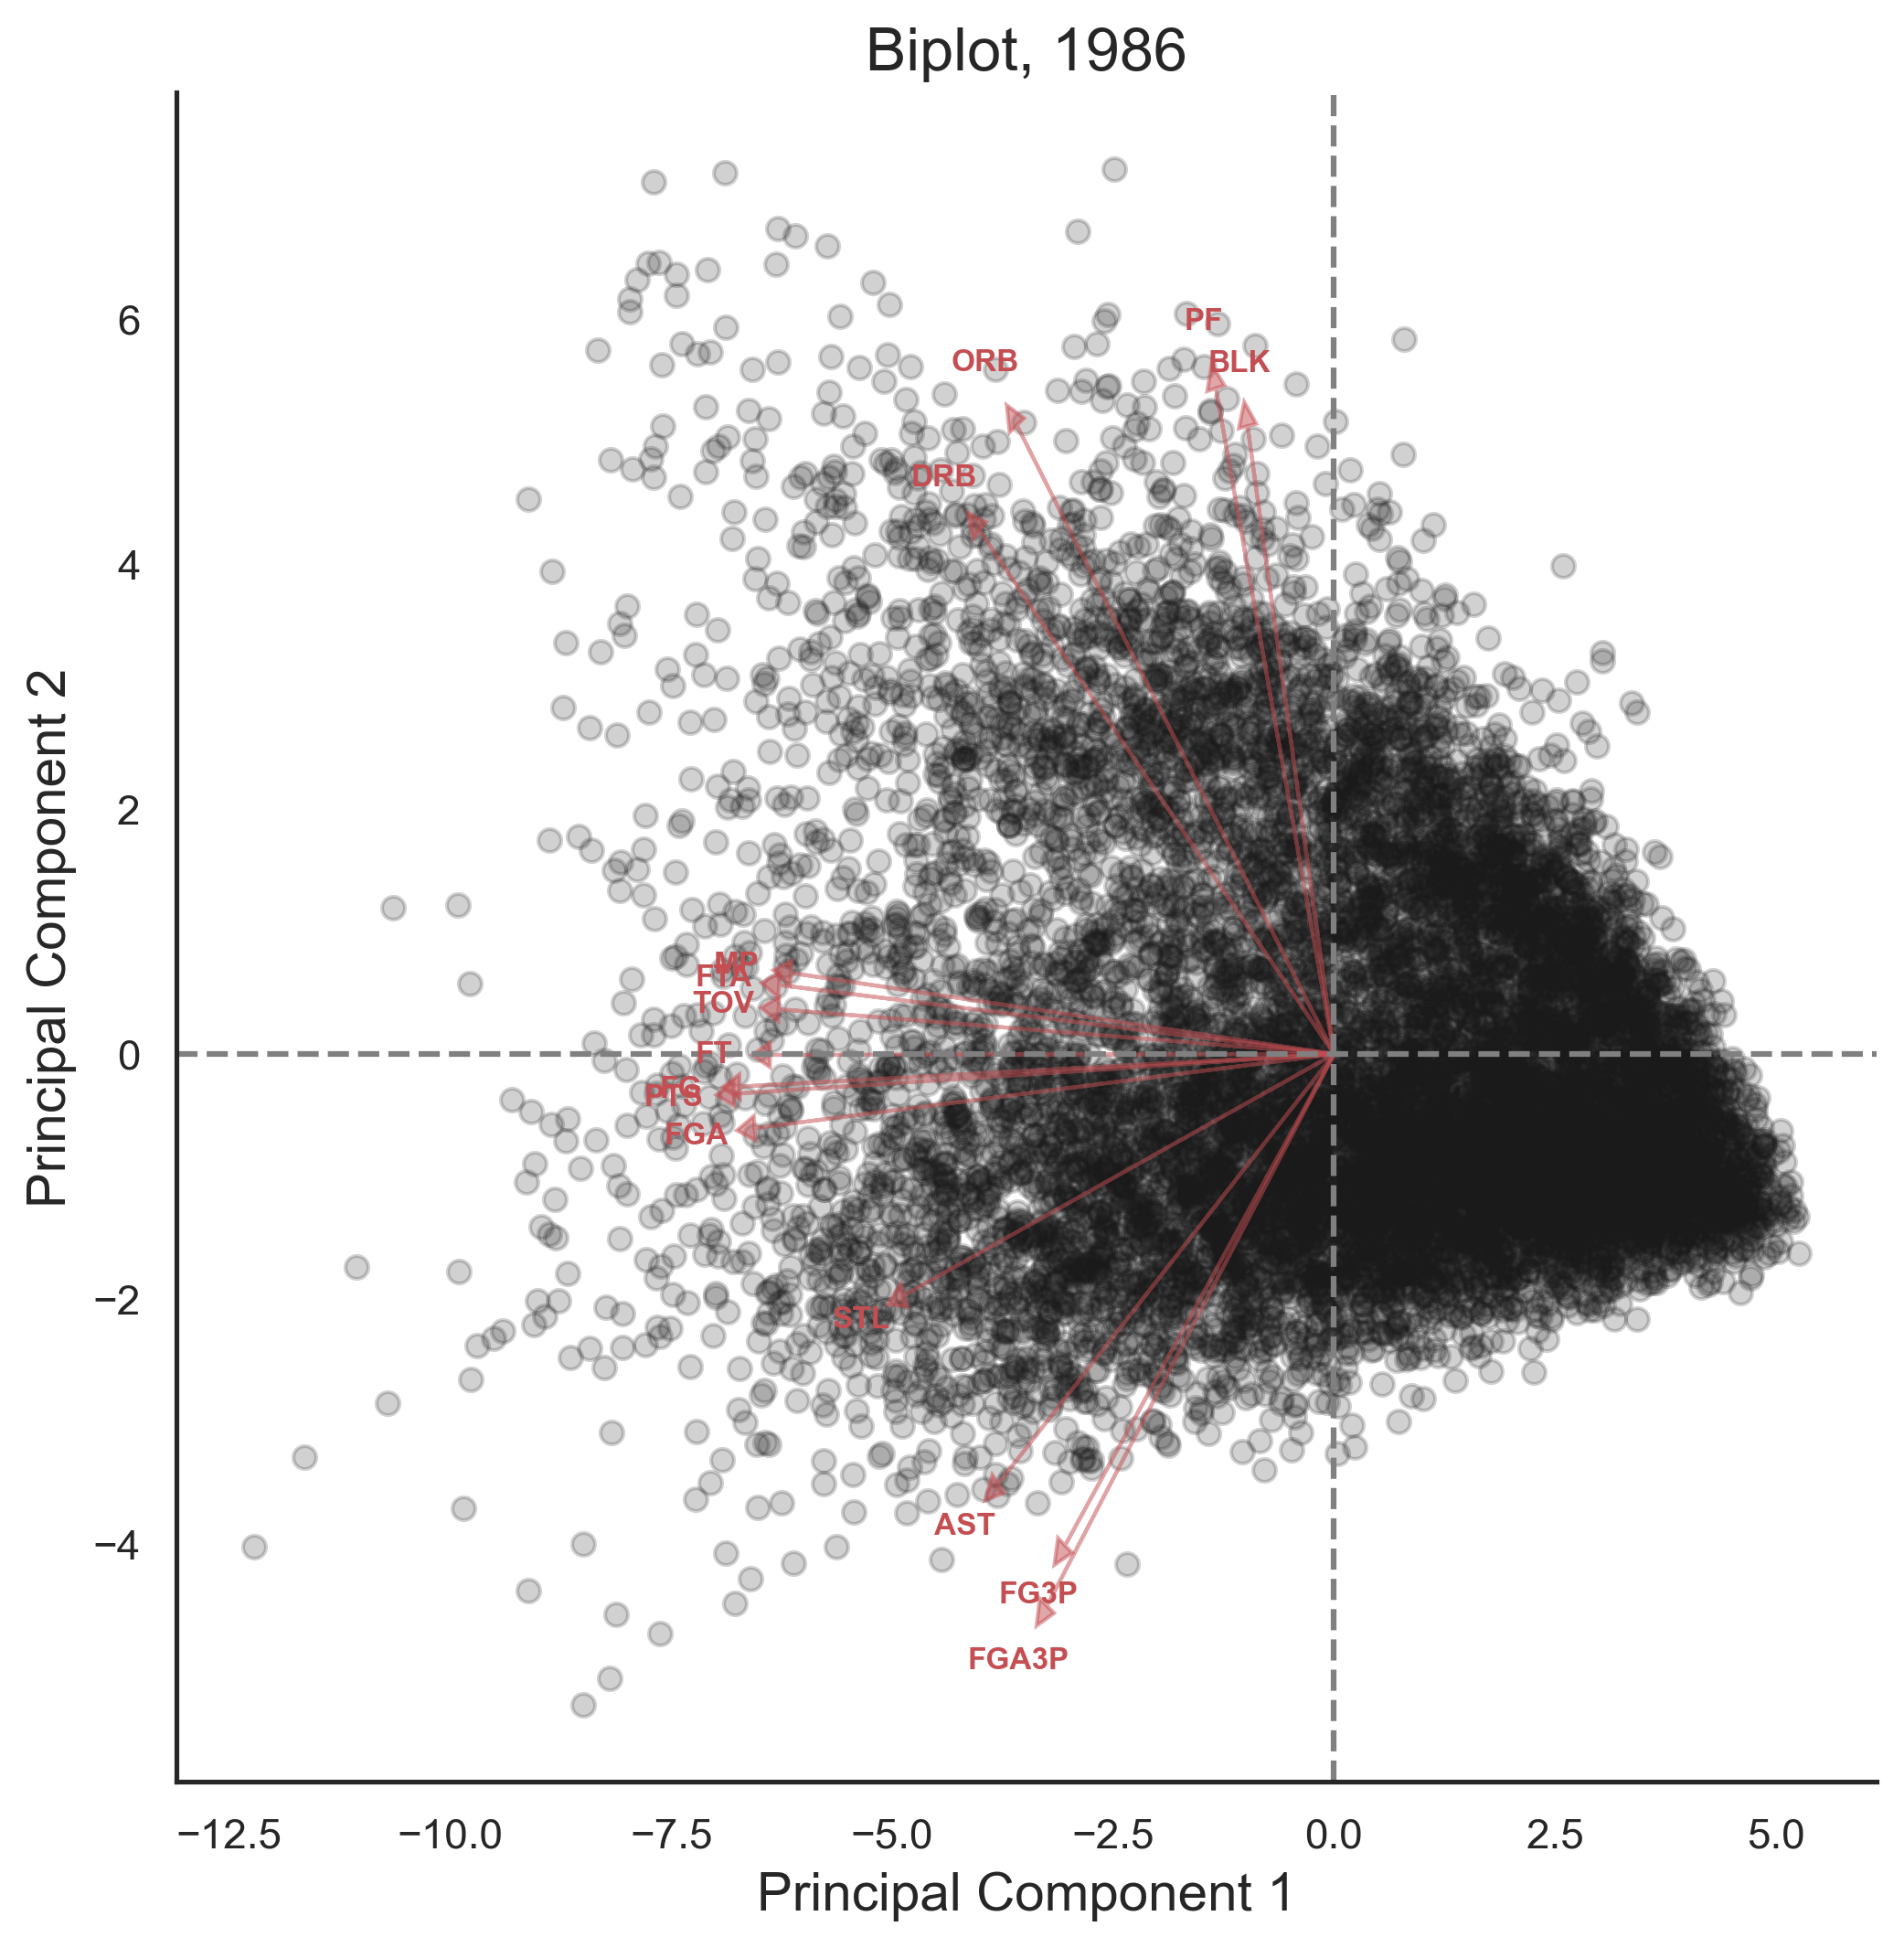 Biplot, 1986
Principal Component 2
6
4
2
0
−2
−4
PF
BLK
ORB
DRB
MP
FTA
TOV
FT
FG
PTS
FGA
STL
AST
FG3P
FGA3P
−12.5 −10.0 −7.5 −5.0 −2.5 0.0 2.5 5.0
Principal Component 1